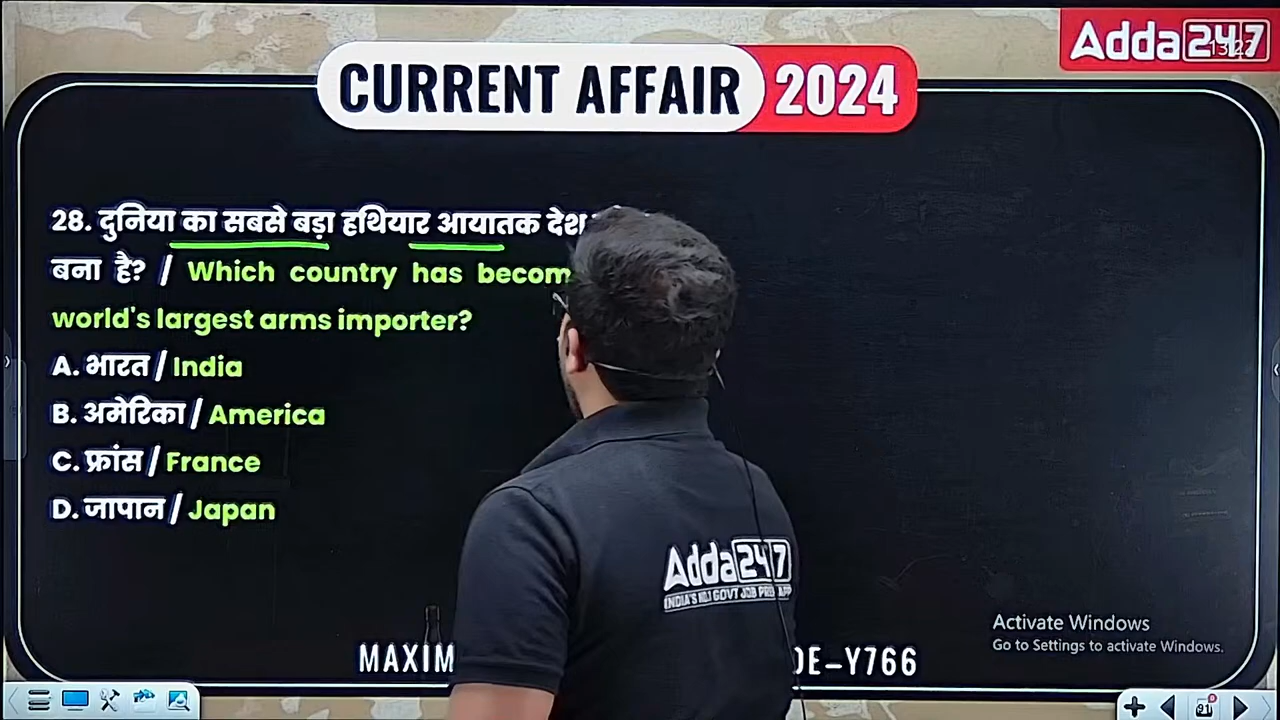 Adda247
CURRENT AFFAIR 2024
28. दुनिया का सबसे बड़ा हथियार आयातक देश
बना है? / Which country has becom
world's largest arms importer?
A. भारत / India
B. अमेरिका / America
C. फ्रांस / France
D. जापान / Japan
Adda247
INDIA'S NO.1 GOVT JOB PREP APP
Activate Windows
Go to Settings to activate Windows.
MAXIM DE-Y766